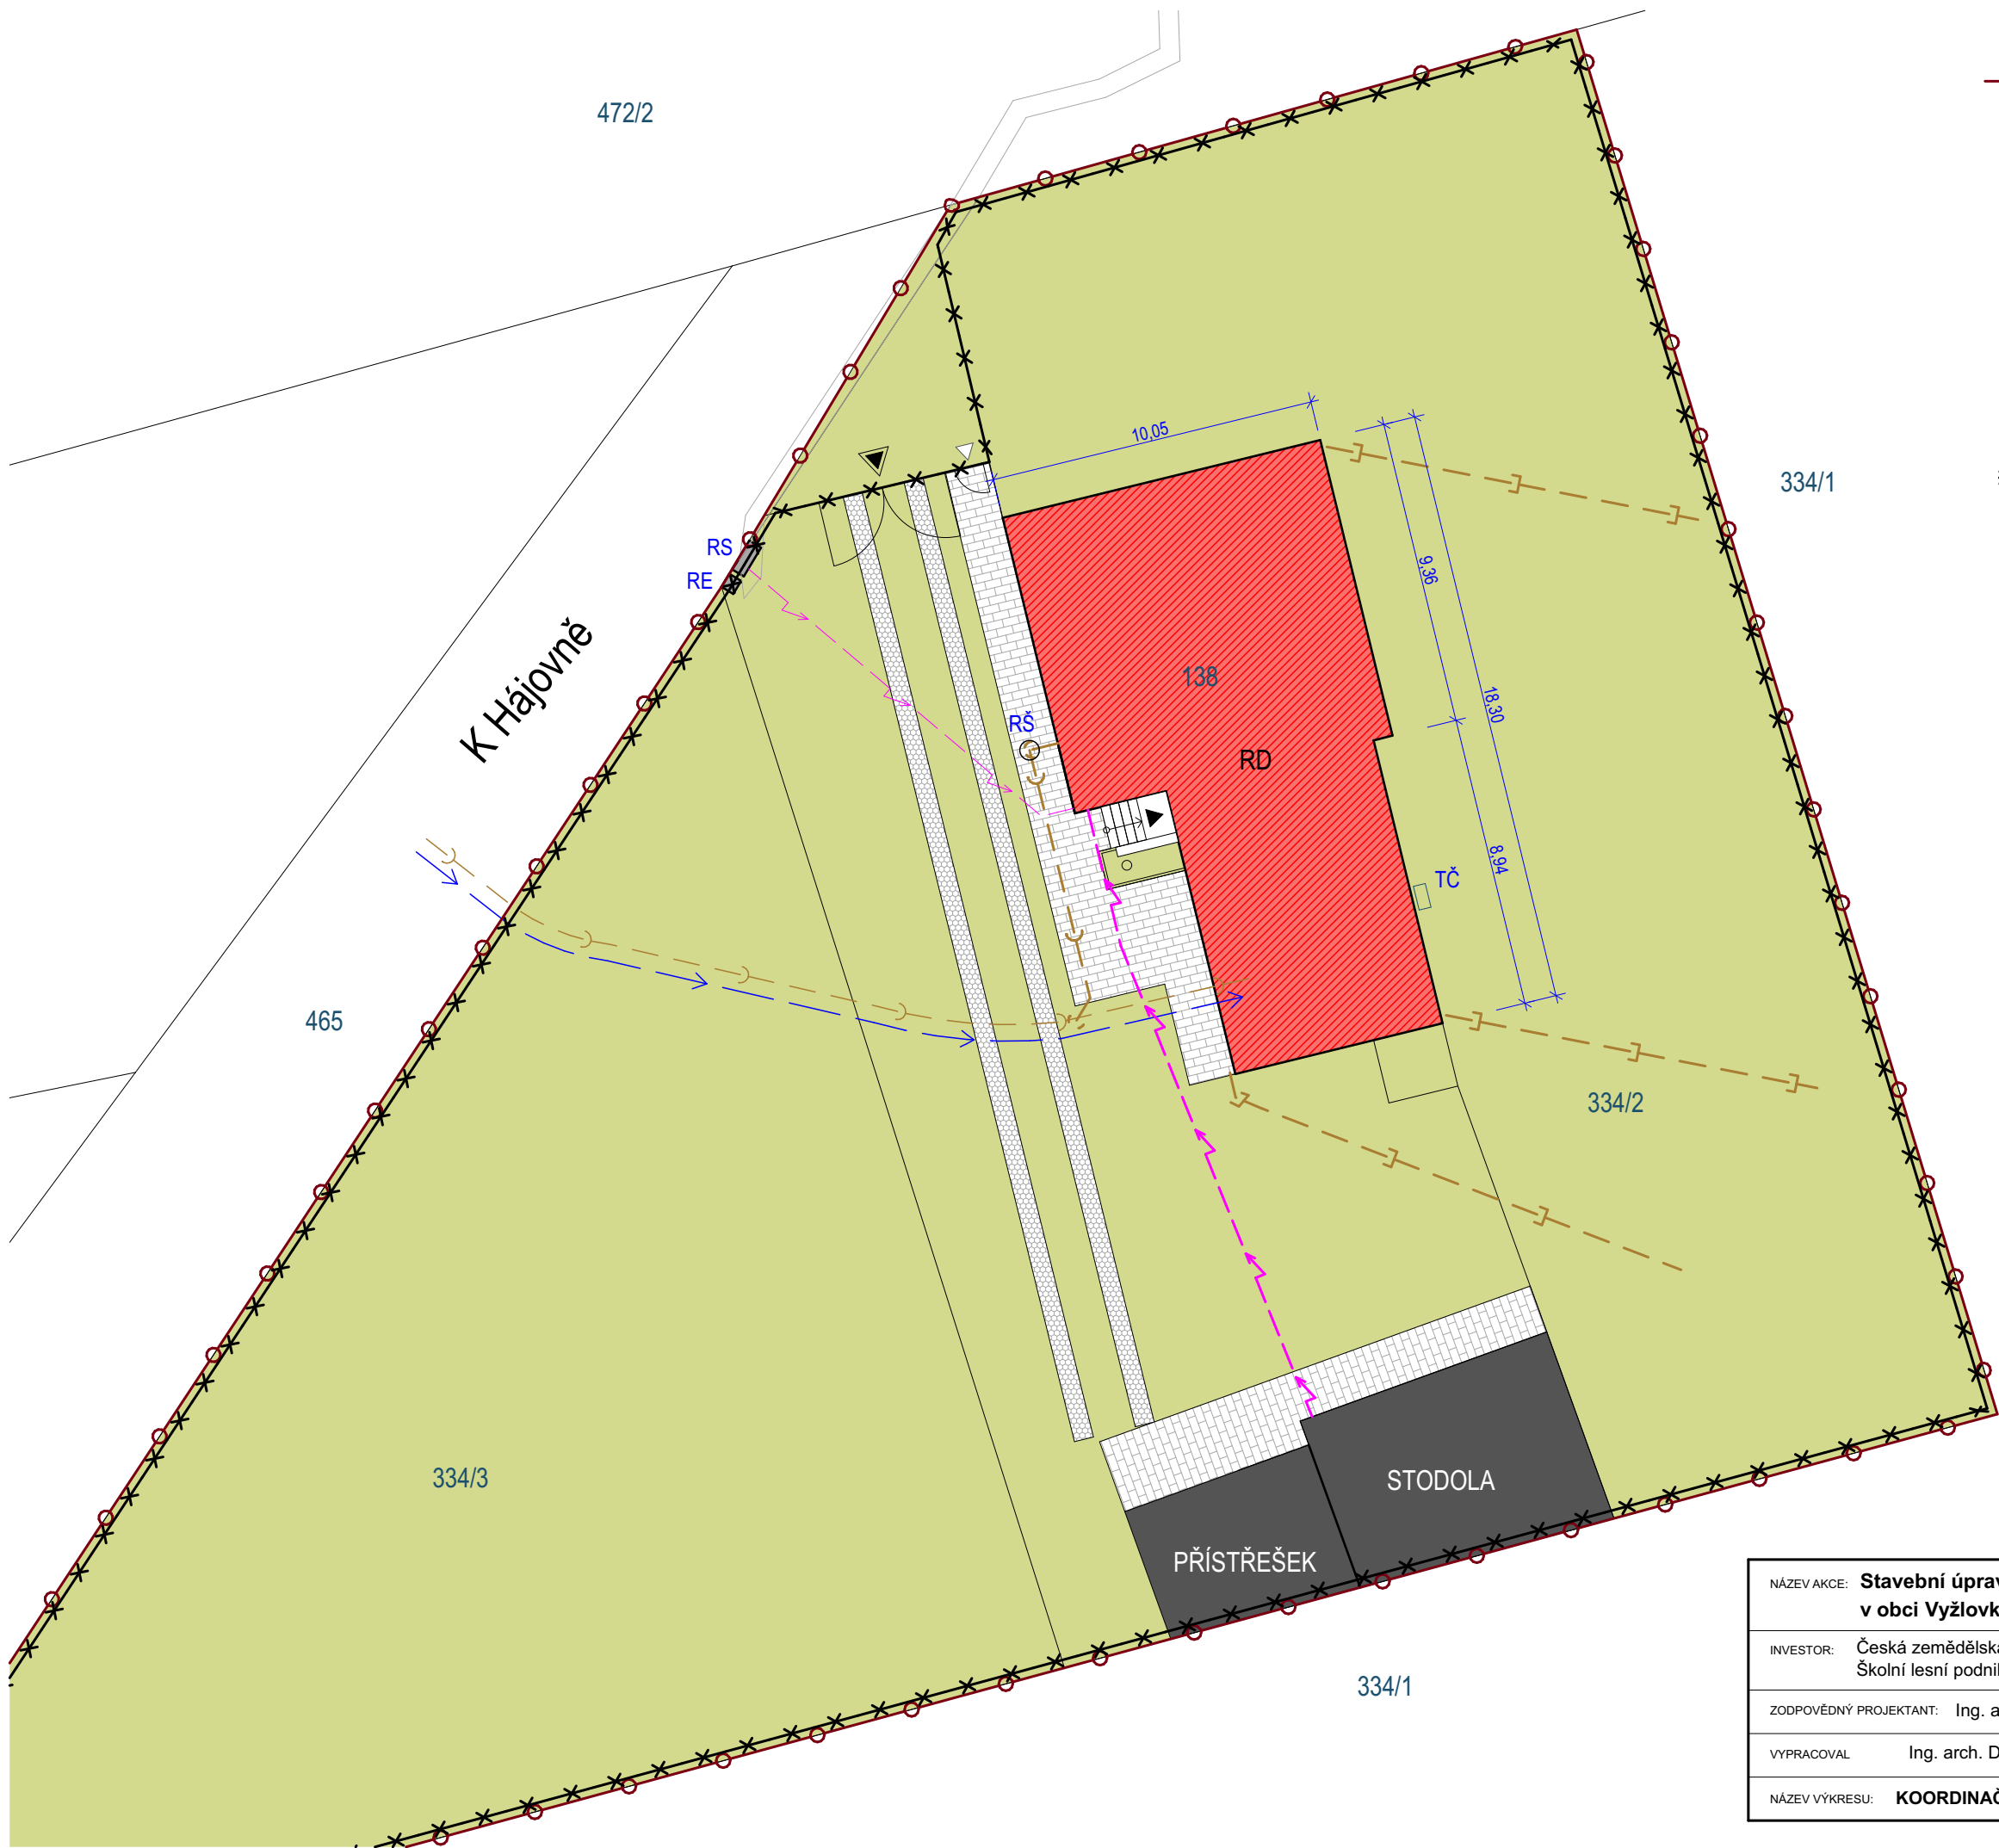 472/2
10,05
334/1
RS
RE
9,36
K Hájovně
138
18,30
RŠ
RD
8,94
TČ
465
334/2
334/3
STODOLA
PŘÍSTŘEŠEK
334/1
NÁZEV AKCE: Stavební úprav
v obci Vyžlovk
INVESTOR: Česká zemědělsk
Školní lesní podni
ZODPOVĚDNÝ PROJEKTANT: Ing. a
VYPRACOVAL Ing. arch. D
NÁZEV VÝKRESU: KOORDINAČ